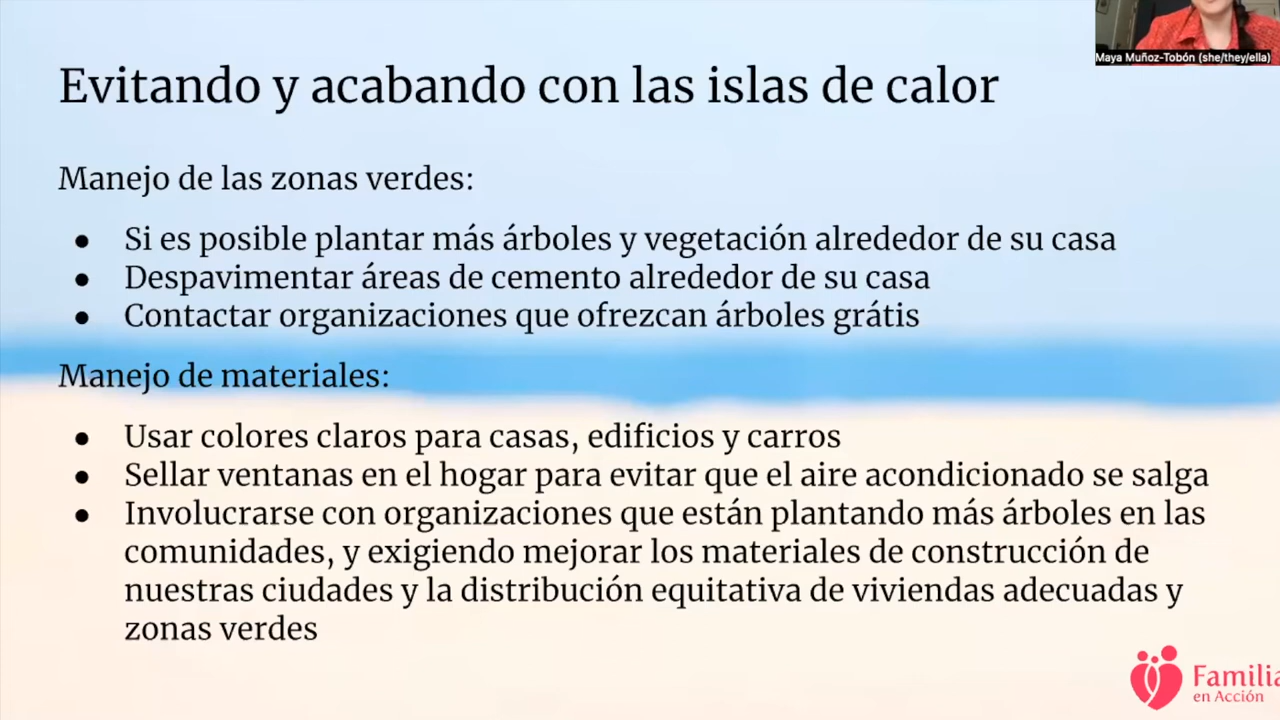 Maya Muñoz-Tobón (she/they/ella)
Evitando y acabando con las islas de calor
Manejo de las zonas verdes:
● Si es posible plantar más árboles y vegetación alrededor de su casa
● Despavimentar áreas de cemento alrededor de su casa
● Contactar organizaciones que ofrezcan árboles grátis
Manejo de materiales:
● Usar colores claros para casas, edificios y carros
● Sellar ventanas en el hogar para evitar que el aire acondicionado se salga
● Involucrarse con organizaciones que están plantando más árboles en las
comunidades, y exigiendo mejorar los materiales de construcción de
nuestras ciudades y la distribución equitativa de viviendas adecuadas y
zonas verdes
Familia
en Acción